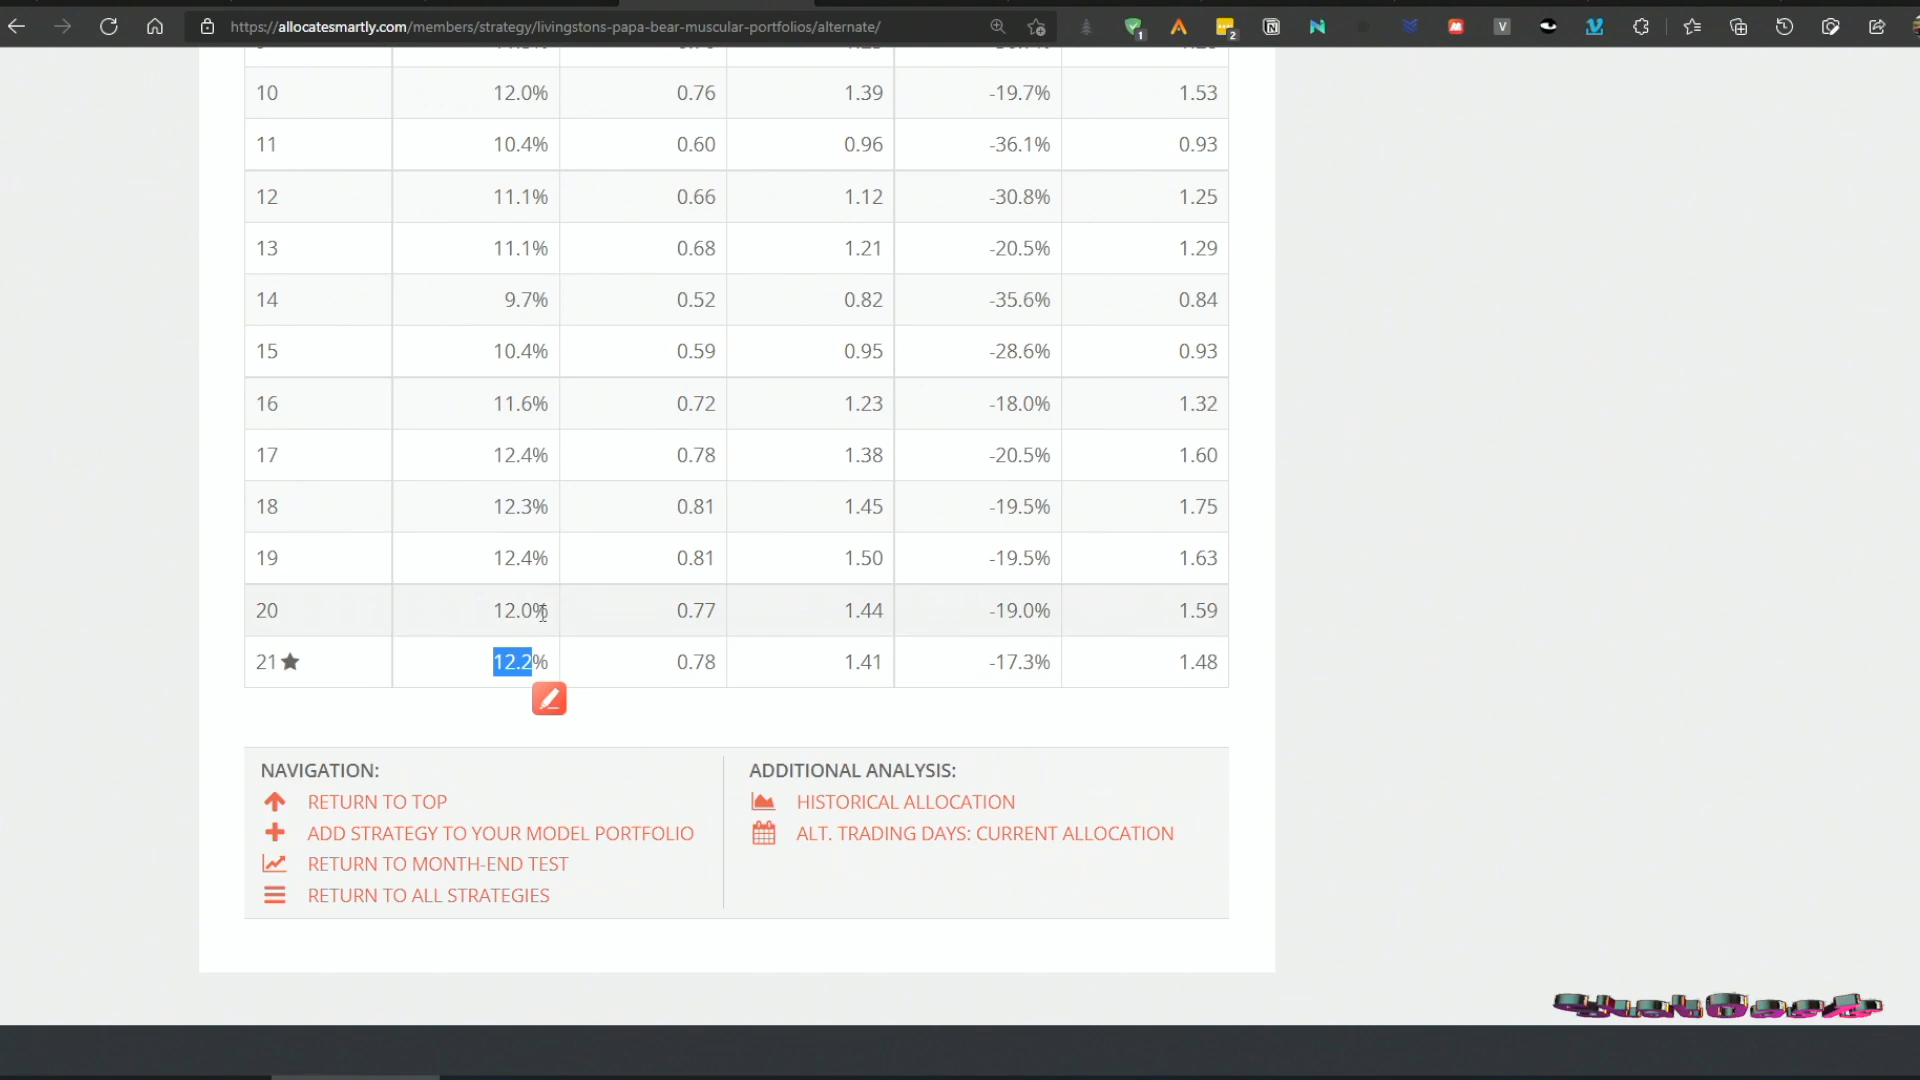 https://allocatesmartly.com/members/strategy/livingstons-papa-bear-muscular-portfolios/alternate/
1
2
V
10 12.0% 0.76 1.39 -19.7% 1.53
11 10.4% 0.60 0.96 -36.1% 0.93
12 11.1% 0.66 1.12 -30.8% 1.25
13 11.1% 0.68 1.21 -20.5% 1.29
14 9.7% 0.52 0.82 -35.6% 0.84
15 10.4% 0.59 0.95 -28.6% 0.93
16 11.6% 0.72 1.23 -18.0% 1.32
17 12.4% 0.78 1.38 -20.5% 1.60
18 12.3% 0.81 1.45 -19.5% 1.75
19 12.4% 0.81 1.50 -19.5% 1.63
20 12.0% 0.77 1.44 -19.0% 1.59
21★ 12.2% 0.78 1.41 -17.3% 1.48
NAVIGATION:
RETURN TO TOP
ADD STRATEGY TO YOUR MODEL PORTFOLIO
RETURN TO MONTH-END TEST
RETURN TO ALL STRATEGIES
ADDITIONAL ANALYSIS:
HISTORICAL ALLOCATION
ALT. TRADING DAYS: CURRENT ALLOCATION